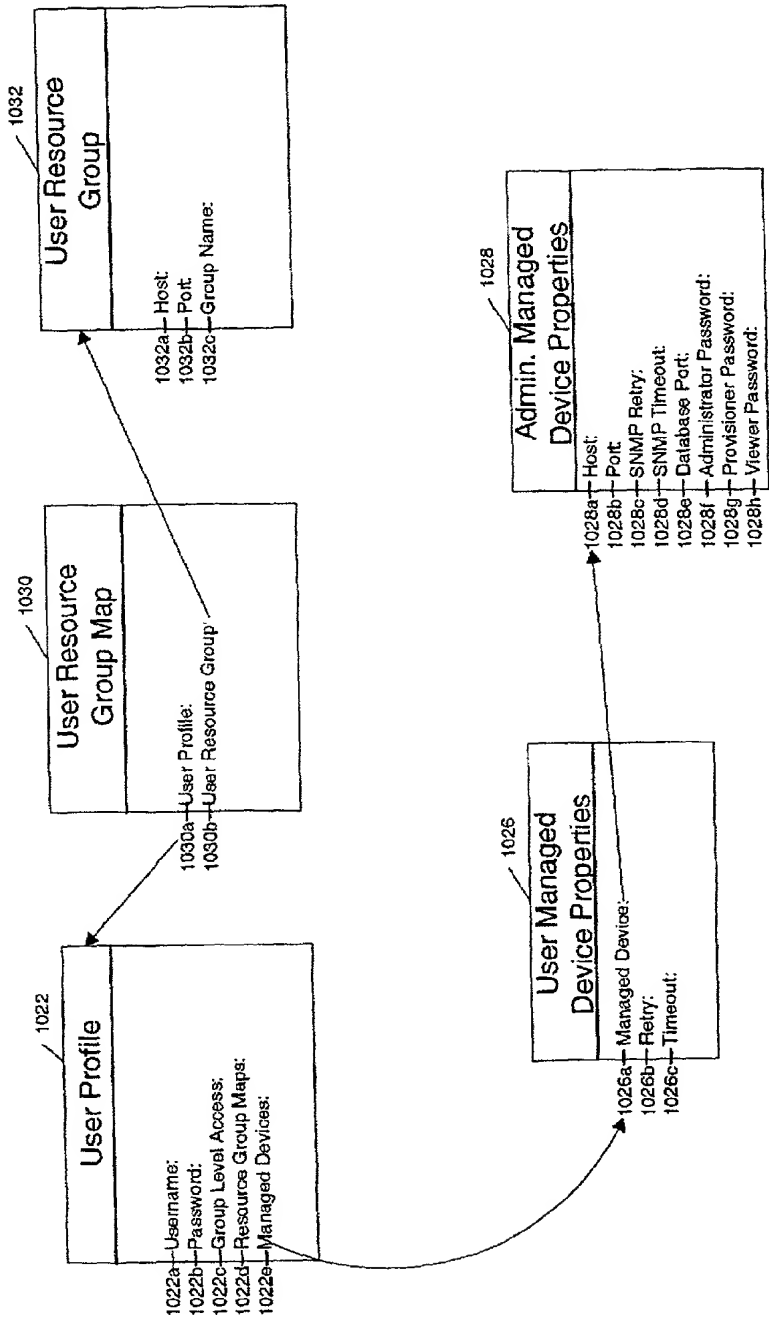 1022
User Profile
1022a Username:
1022b Password:
1022c Group Level Access:
1022d Resource Group Maps:
1022e Managed Devices:
1030
User Resource
Group Map
1030a User Profile:
1030b User Resource Group
1032
User Resource
Group
1032a Host:
1032b Port:
1032c Group Name:
1026
User Managed
Device Properties
1026a Managed Device:
1026b Retry:
1026c Timeout:
1028
Admin. Managed
Device Properties
1028a Host:
1028b Port:
1028c SNMP Retry:
1028d SNMP Timeout:
1028e Database Port:
1028f Administrator Password:
1028g Provisioner Password:
1028h Viewer Password: